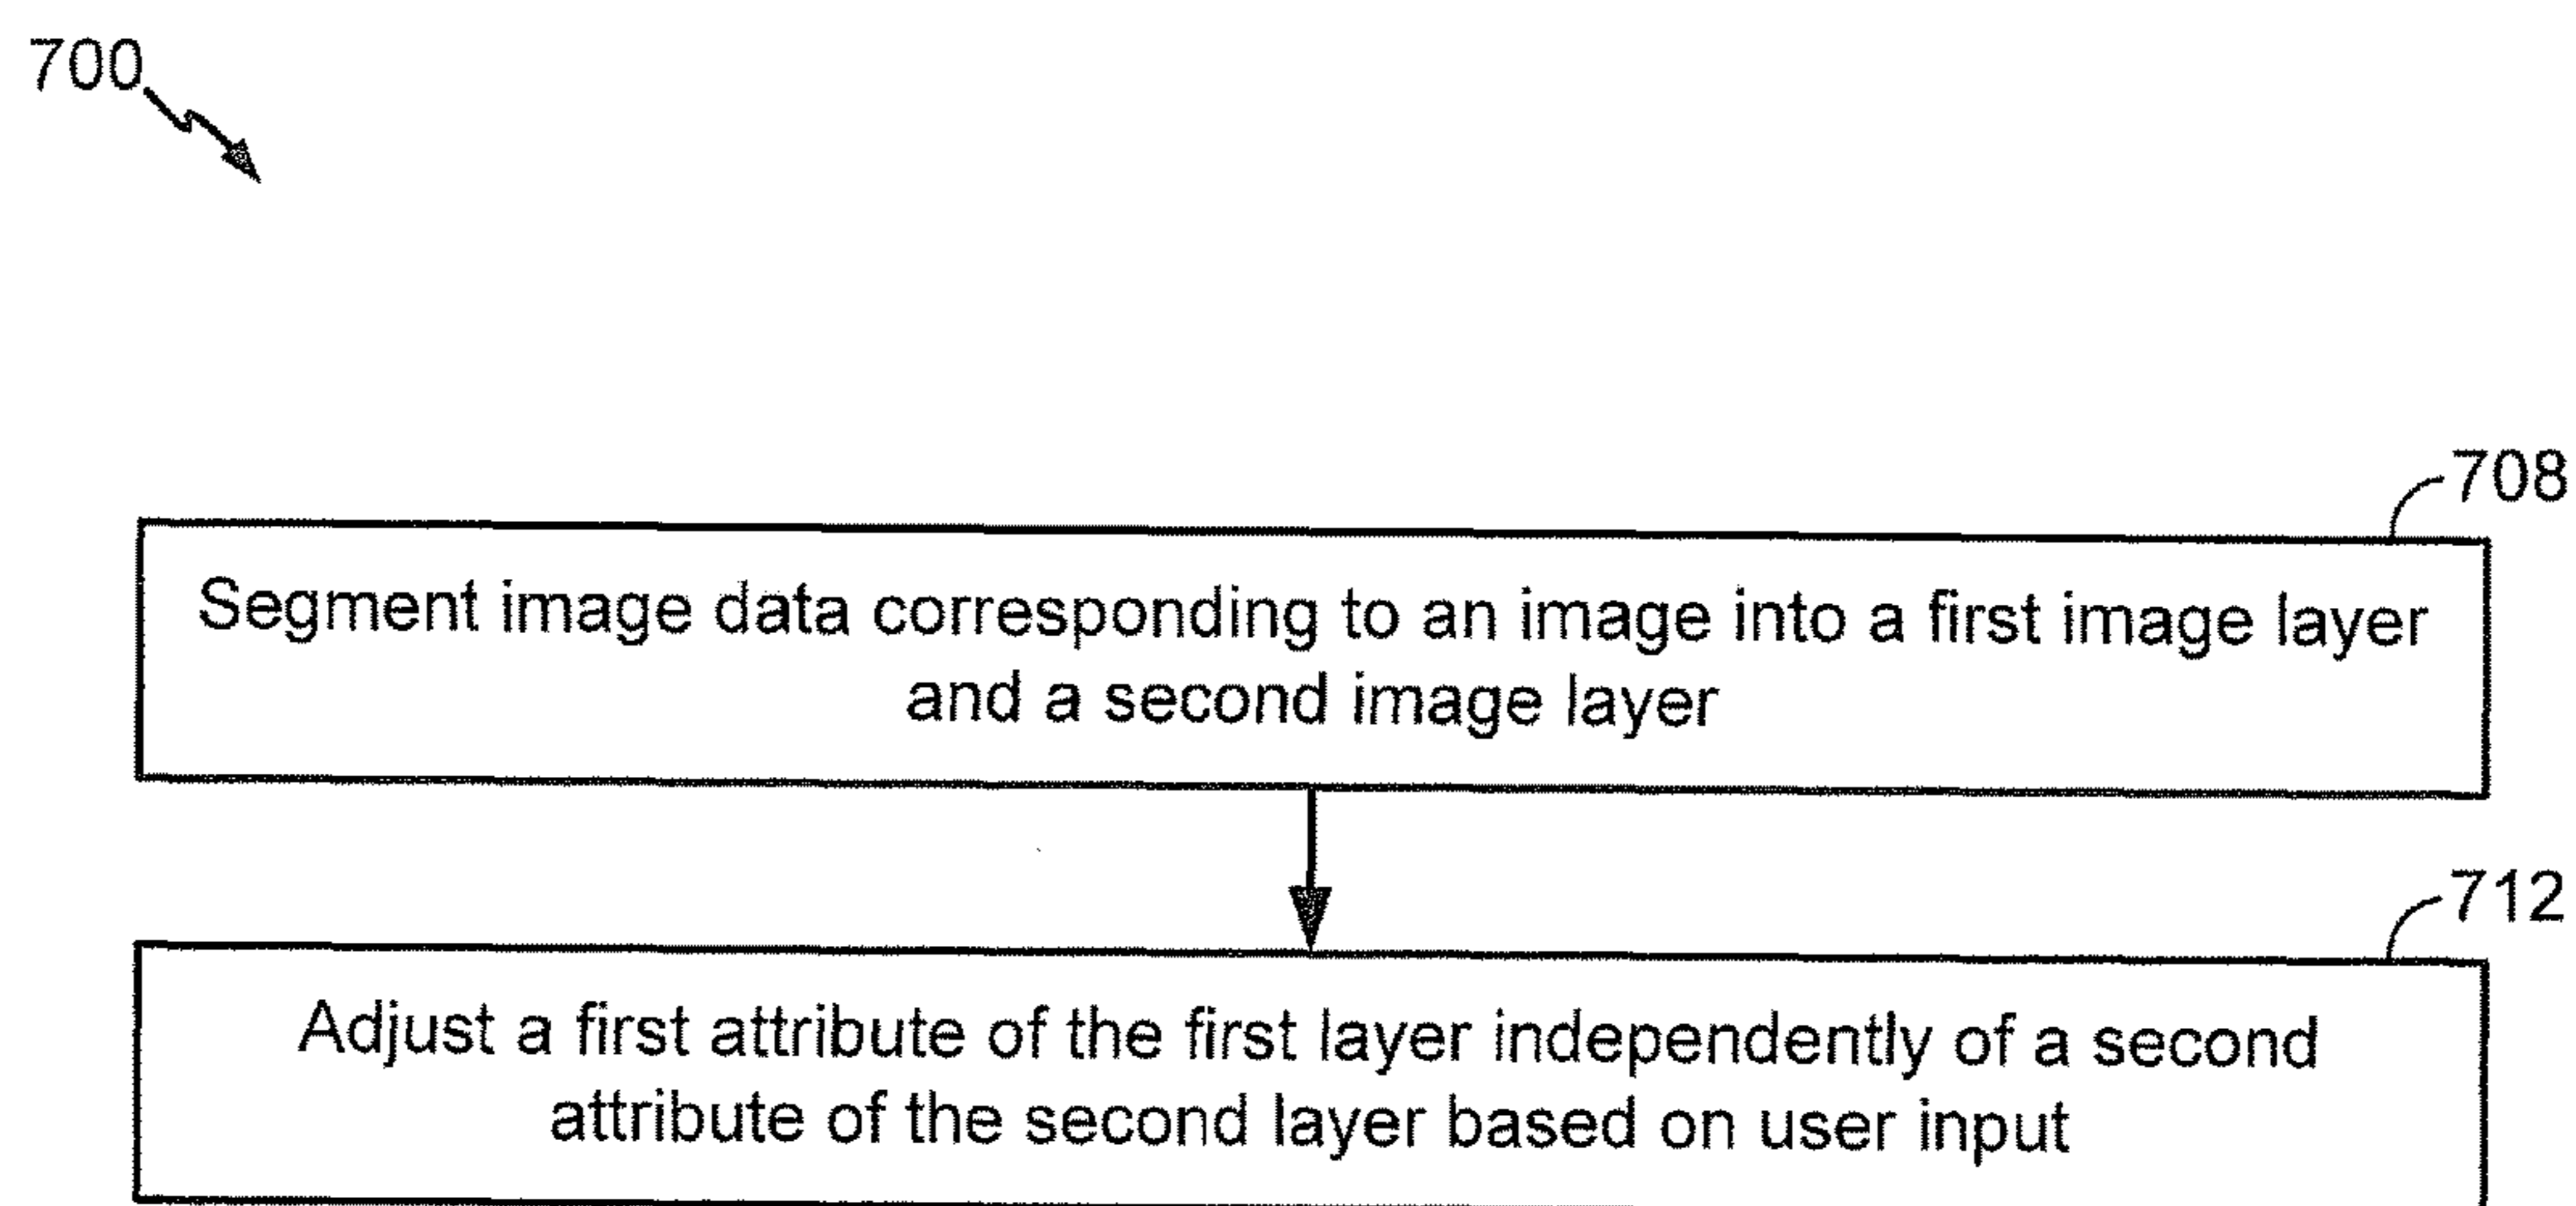 700
708
Segment image data corresponding to an image into a first image layer
and a second image layer
712
Adjust a first attribute of the first layer independently of a second
attribute of the second layer based on user input